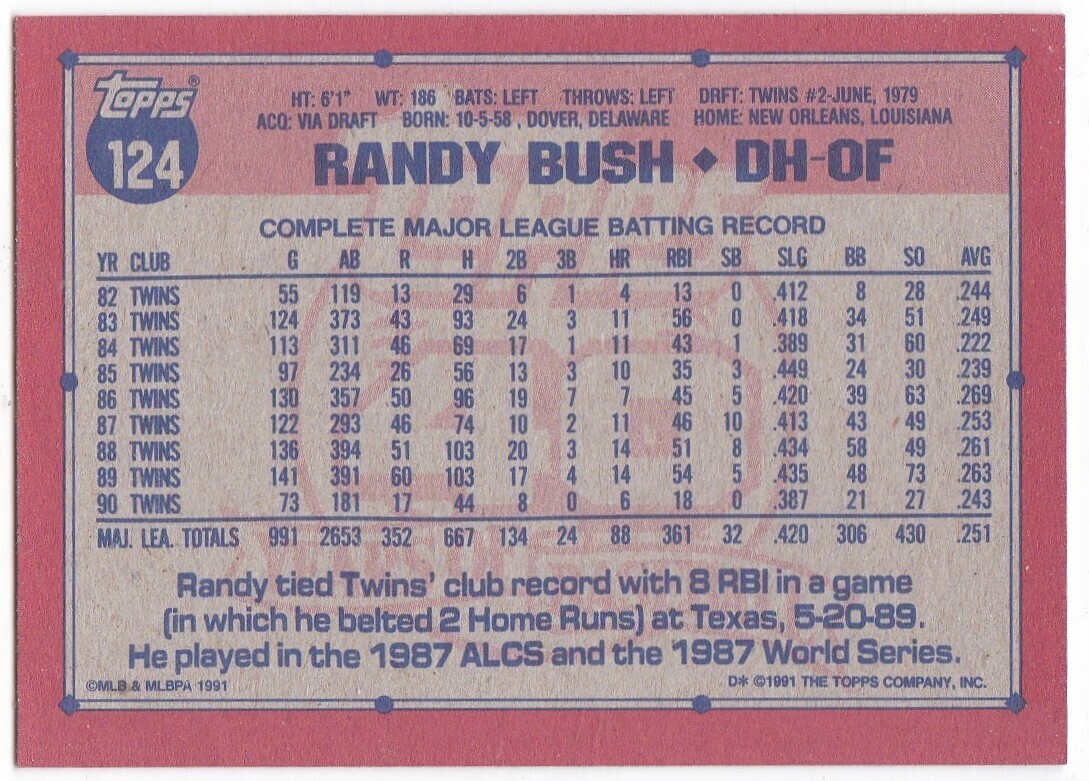 Topps®
124
HT: 6'1" WT: 186 BATS: LEFT THROWS: LEFT DRFT: TWINS #2-JUNE, 1979
ACQ: VIA DRAFT BORN: 10-5-58 , DOVER, DELAWARE HOME: NEW ORLEANS, LOUISIANA
RANDY BUSH ◆ DH-OF
COMPLETE MAJOR LEAGUE BATTING RECORD
YR CLUB G AB R H 2B 3B HR RBI SB SLG BB SO AVG
82 TWINS 55 119 13 29 6 1 4 13 0 .412 8 28 .244
83 TWINS 124 373 43 93 24 3 11 56 0 .418 34 51 .249
84 TWINS 113 311 46 69 17 1 11 43 1 .389 31 60 .222
85 TWINS 97 234 26 56 13 3 10 35 3 .449 24 30 .239
86 TWINS 130 357 50 96 19 7 7 45 5 .420 39 63 .269
87 TWINS 122 293 46 74 10 2 11 46 10 .413 43 49 .253
88 TWINS 136 394 51 103 20 3 14 51 8 .434 58 49 .261
89 TWINS 141 391 60 103 17 4 14 54 5 .435 48 73 .263
90 TWINS 73 181 17 44 8 0 6 18 0 .387 21 27 .243
MAJ. LEA. TOTALS 991 2653 352 667 134 24 88 361 32 .420 306 430 .251
Randy tied Twins' club record with 8 RBI in a game
(in which he belted 2 Home Runs) at Texas, 5-20-89.
He played in the 1987 ALCS and the 1987 World Series.
©MLB & MLBPA 1991 D* ©1991 THE TOPPS COMPANY, INC.